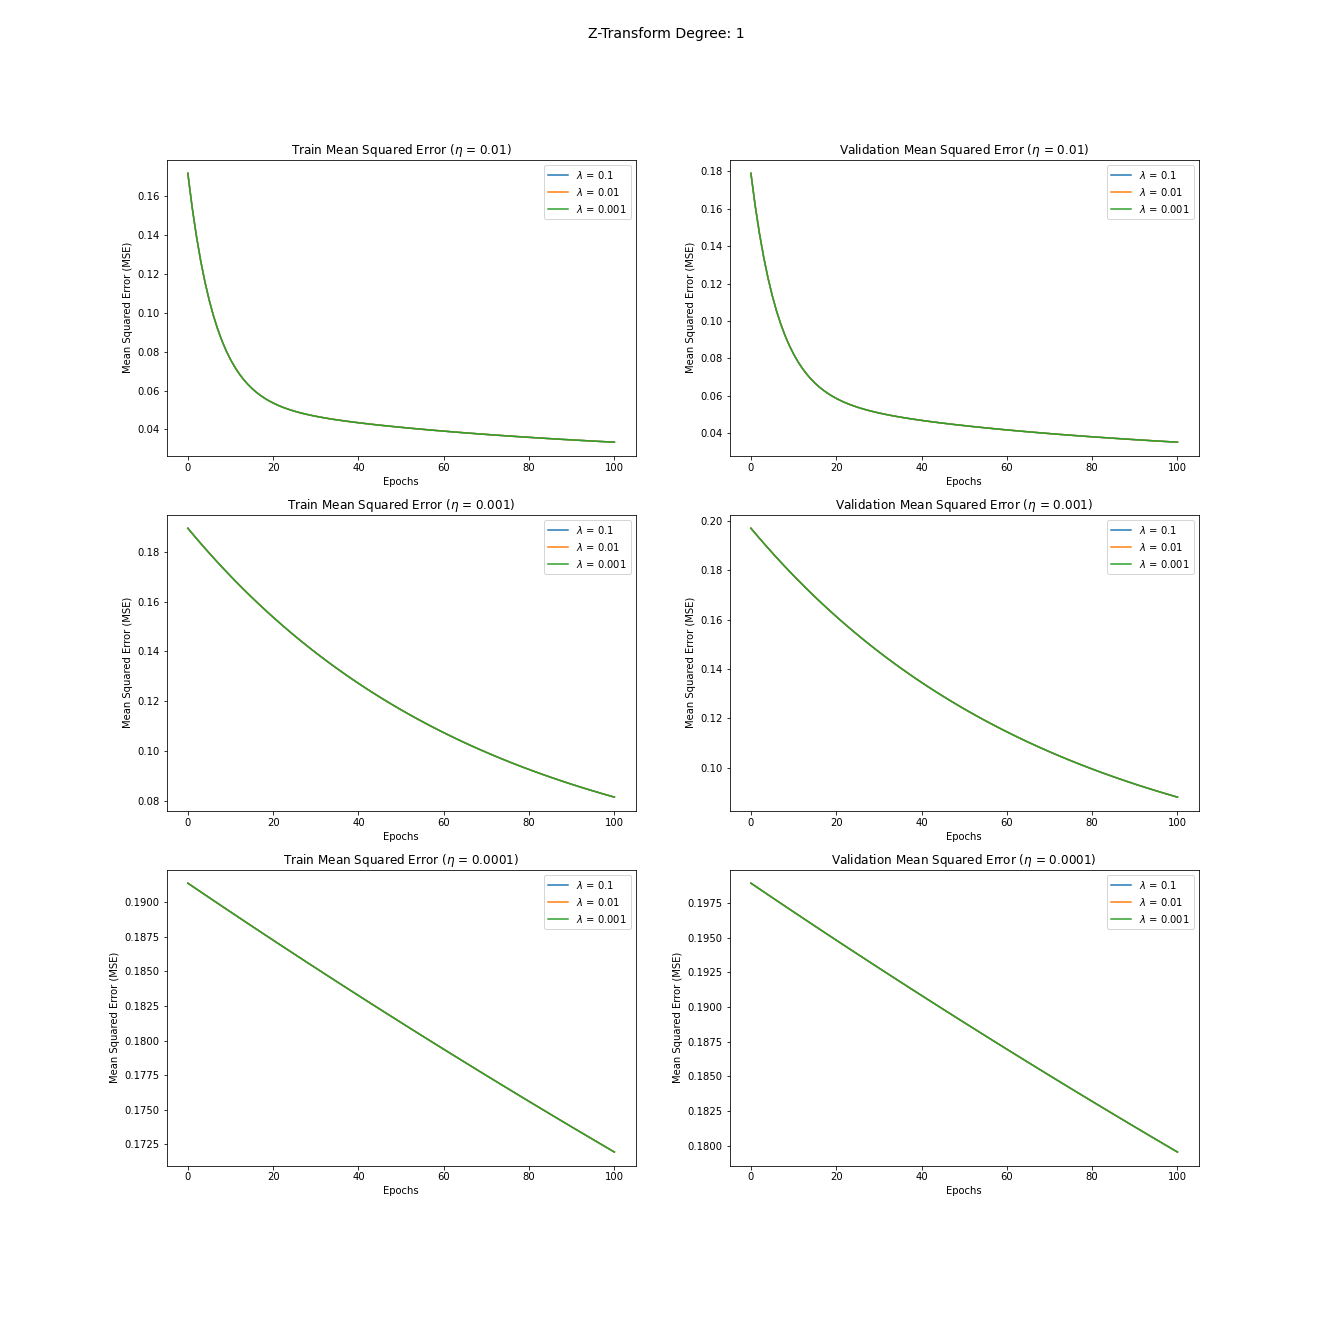 Z-Transform Degree: 1
Train Mean Squared Error (η = 0.01)
Mean Squared Error (MSE)
0.16
0.14
0.12
0.10
0.08
0.06
0.04
λ = 0.1
λ = 0.01
λ = 0.001
0 20 40 60 80 100
Epochs
Validation Mean Squared Error (η = 0.01)
Mean Squared Error (MSE)
0.18
0.16
0.14
0.12
0.10
0.08
0.06
0.04
λ = 0.1
λ = 0.01
λ = 0.001
0 20 40 60 80 100
Epochs
Train Mean Squared Error (η = 0.001)
Mean Squared Error (MSE)
0.18
0.16
0.14
0.12
0.10
0.08
λ = 0.1
λ = 0.01
λ = 0.001
0 20 40 60 80 100
Epochs
Validation Mean Squared Error (η = 0.001)
Mean Squared Error (MSE)
0.20
0.18
0.16
0.14
0.12
0.10
λ = 0.1
λ = 0.01
λ = 0.001
0 20 40 60 80 100
Epochs
Train Mean Squared Error (η = 0.0001)
Mean Squared Error (MSE)
0.1900
0.1875
0.1850
0.1825
0.1800
0.1775
0.1750
0.1725
λ = 0.1
λ = 0.01
λ = 0.001
0 20 40 60 80 100
Epochs
Validation Mean Squared Error (η = 0.0001)
Mean Squared Error (MSE)
0.1975
0.1950
0.1925
0.1900
0.1875
0.1850
0.1825
0.1800
λ = 0.1
λ = 0.01
λ = 0.001
0 20 40 60 80 100
Epochs